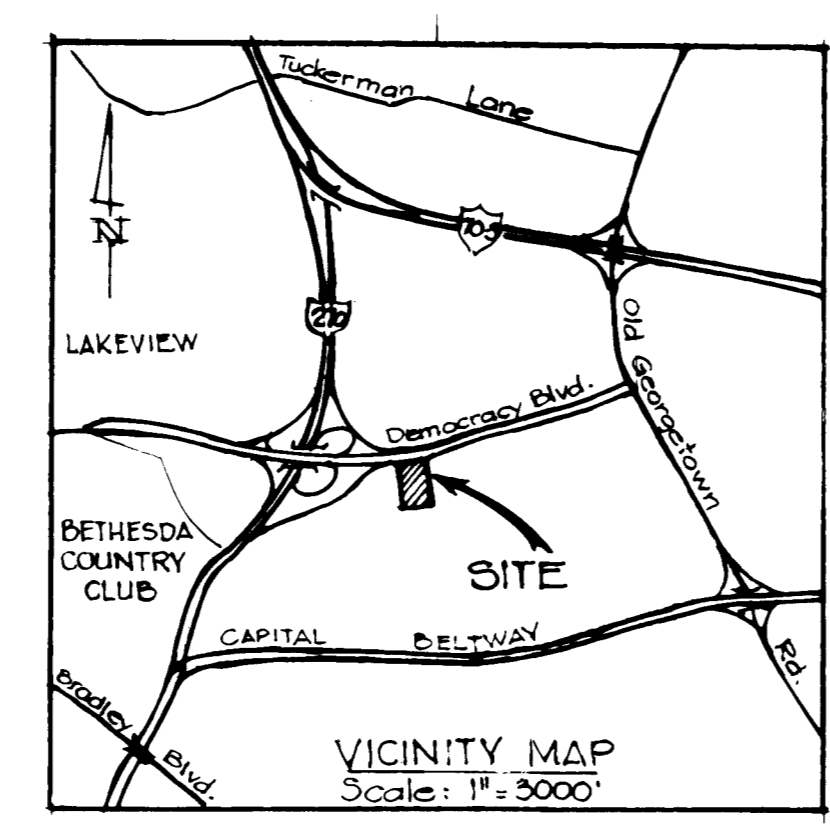 Tuckerman Lane
N
70-S
270
LAKEVIEW
Old Georgetown Rd.
Democracy Blvd.
BETHESDA
COUNTRY
CLUB
SITE
CAPITAL BELTWAY
Bradley Blvd.
VICINITY MAP
Scale: 1" = 3000'